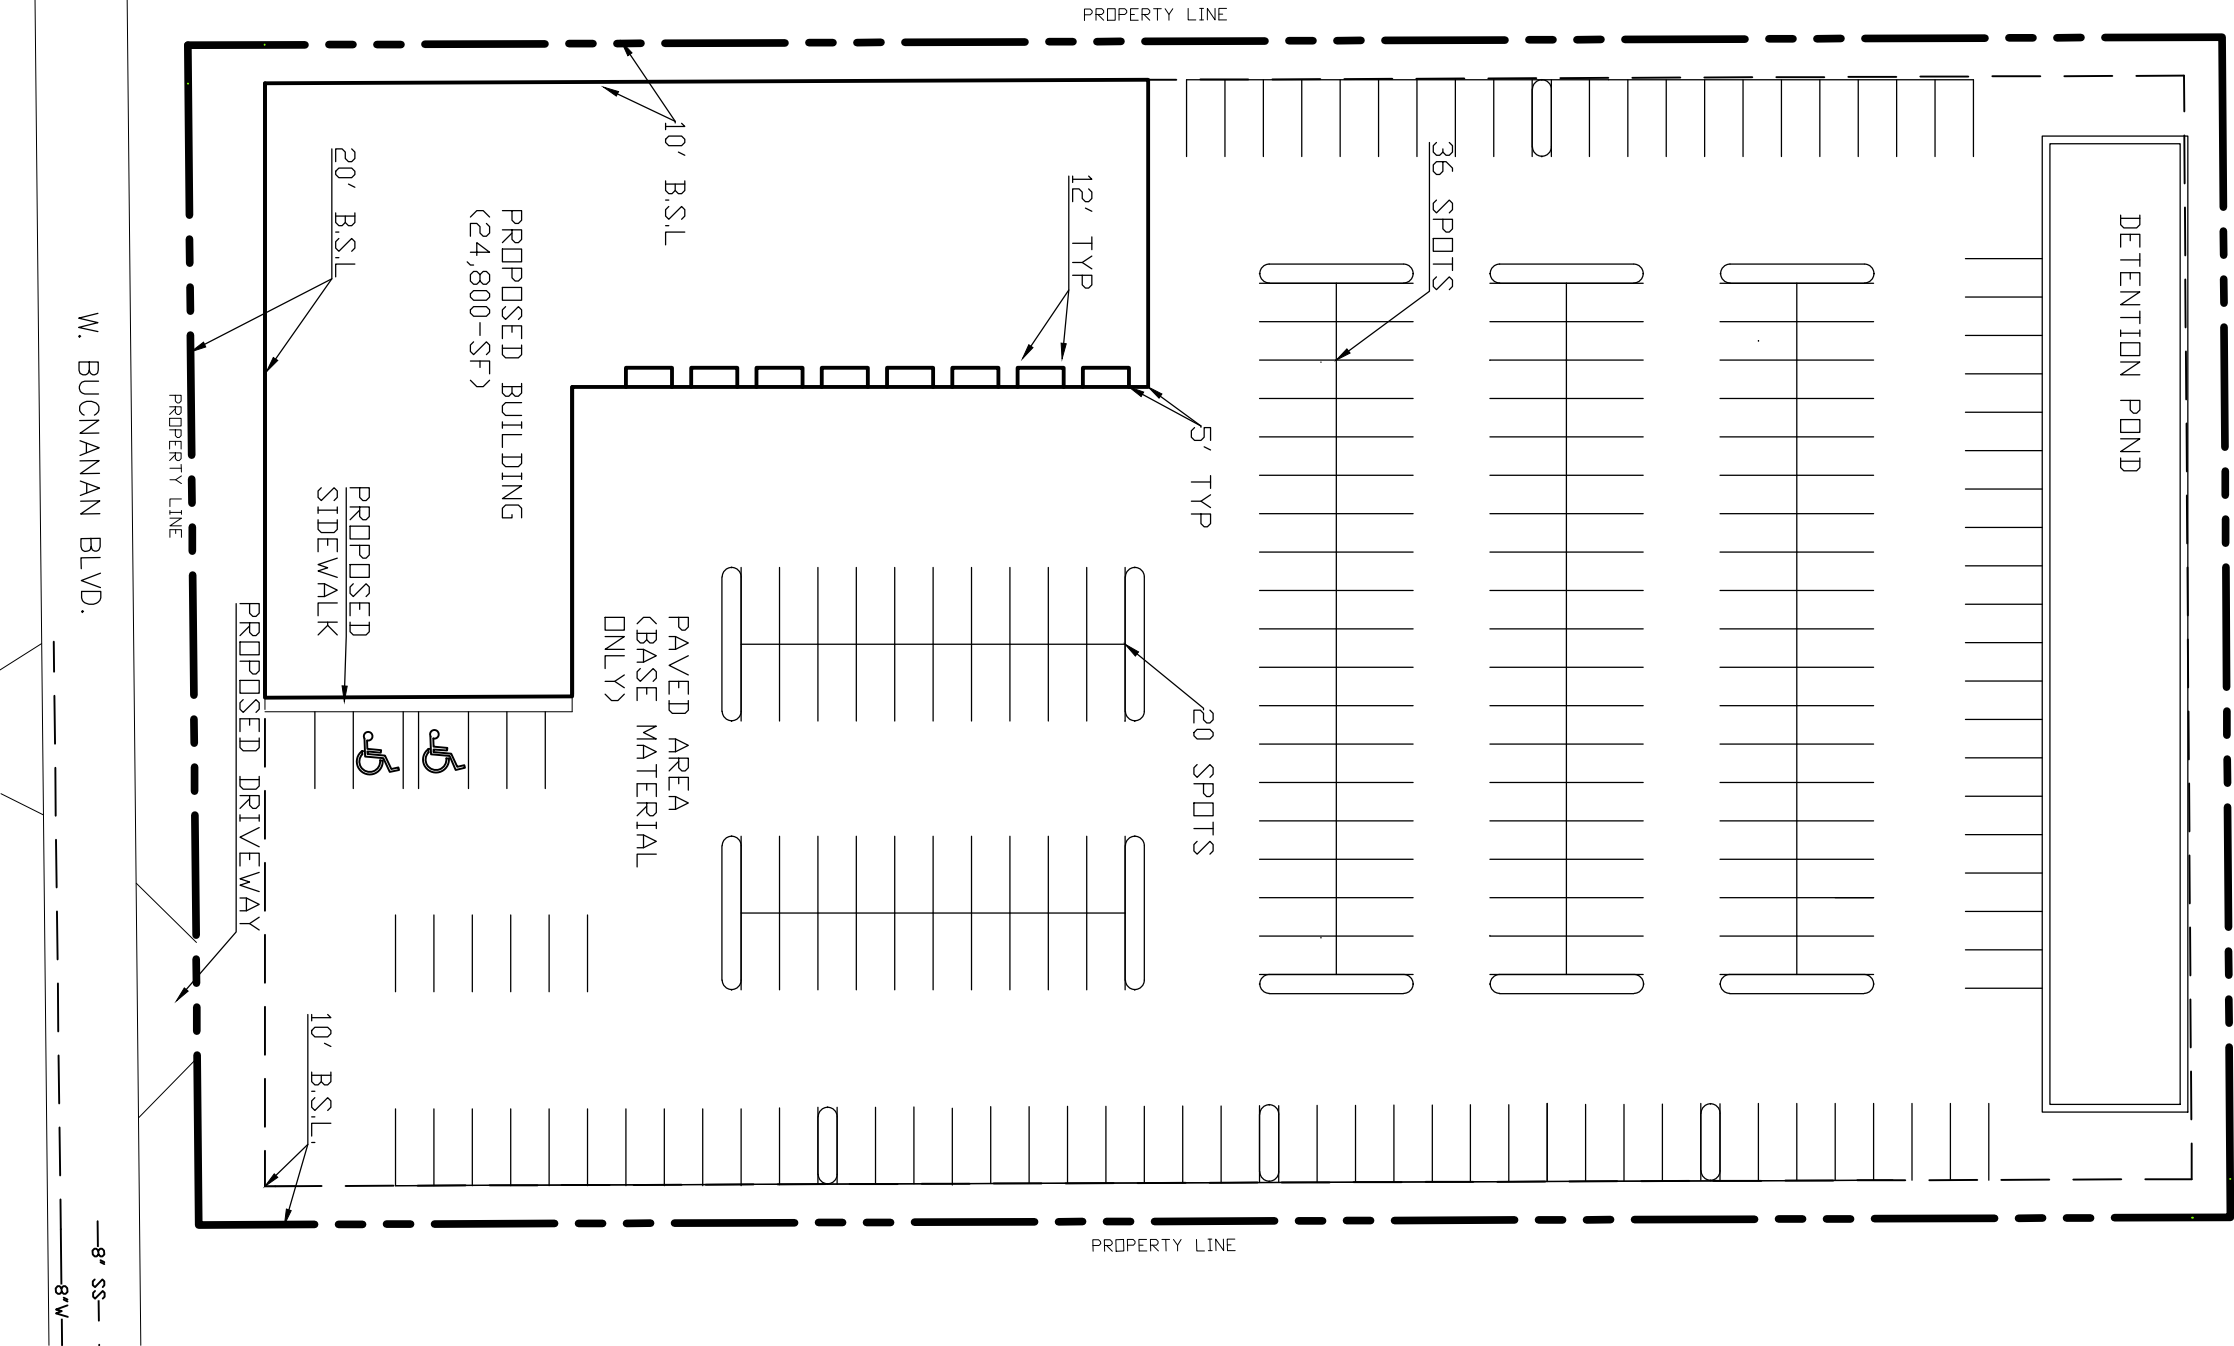 PROPERTY LINE
10' B.S.L
12' TYP
36 SPOTS
20' B.S.L
PROPOSED BUILDING
(24,800-SF)
DETENTION POND
W. BUCNANAN BLVD.
PROPERTY LINE
5' TYP
PROPOSED
SIDEWALK
PROPOSED DRIVEWAY
PAVED AREA
(BASE MATERIAL
ONLY)
20 SPOTS
10' B.S.L.
PROPERTY LINE
8" SS
8"W